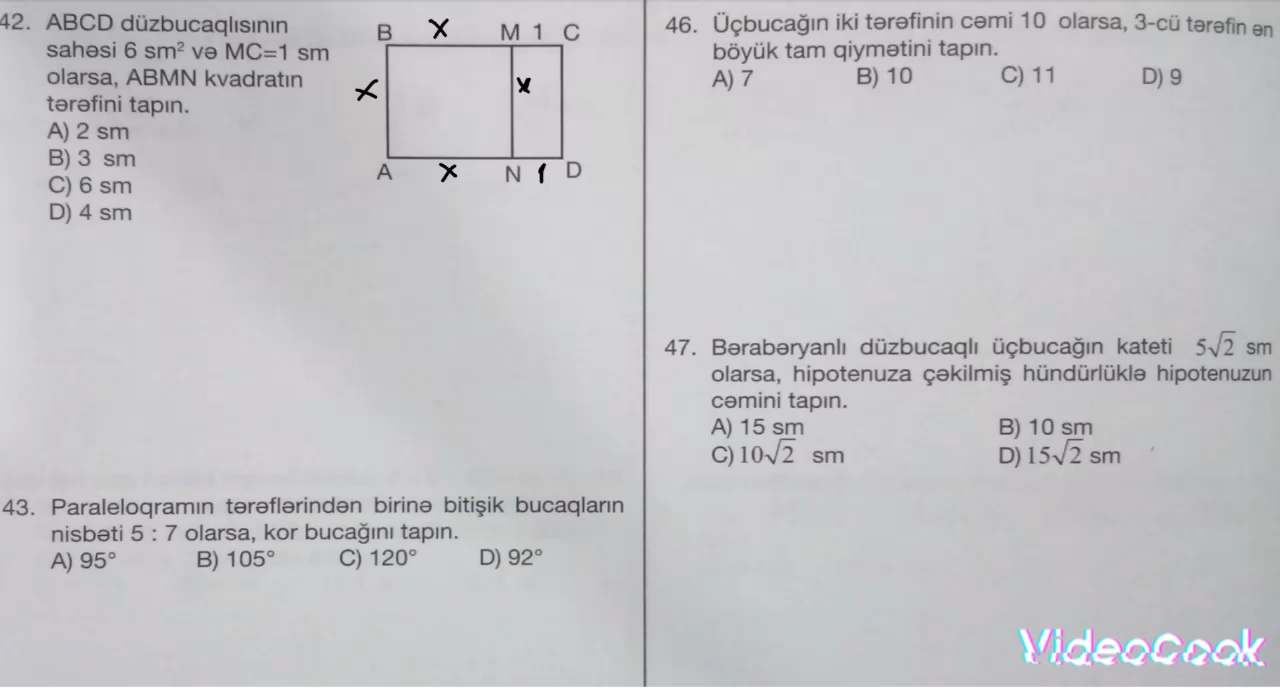 42. ABCD düzbucaqlısının
sahəsi 6 sm² və MC=1 sm
olarsa, ABMN kvadratın
tərəfini tapın.
A) 2 sm
B) 3 sm
C) 6 sm
D) 4 sm
B x M 1 C
x x
A x N 1 D
43. Paraleloqramın tərəflərindən birinə bitişik bucaqların
nisbəti 5 : 7 olarsa, kor bucağını tapın.
A) 95° B) 105° C) 120° D) 92°
46. Üçbucağın iki tərəfinin cəmi 10 olarsa, 3-cü tərəfin ən
böyük tam qiymətini tapın.
A) 7 B) 10 C) 11 D) 9
47. Bərabəryanlı düzbucaqlı üçbucağın kateti 5√2 sm
olarsa, hipotenuza çəkilmiş hündürlüklə hipotenuzun
cəmini tapın.
A) 15 sm B) 10 sm
C) 10√2 sm D) 15√2 sm
VideoCook